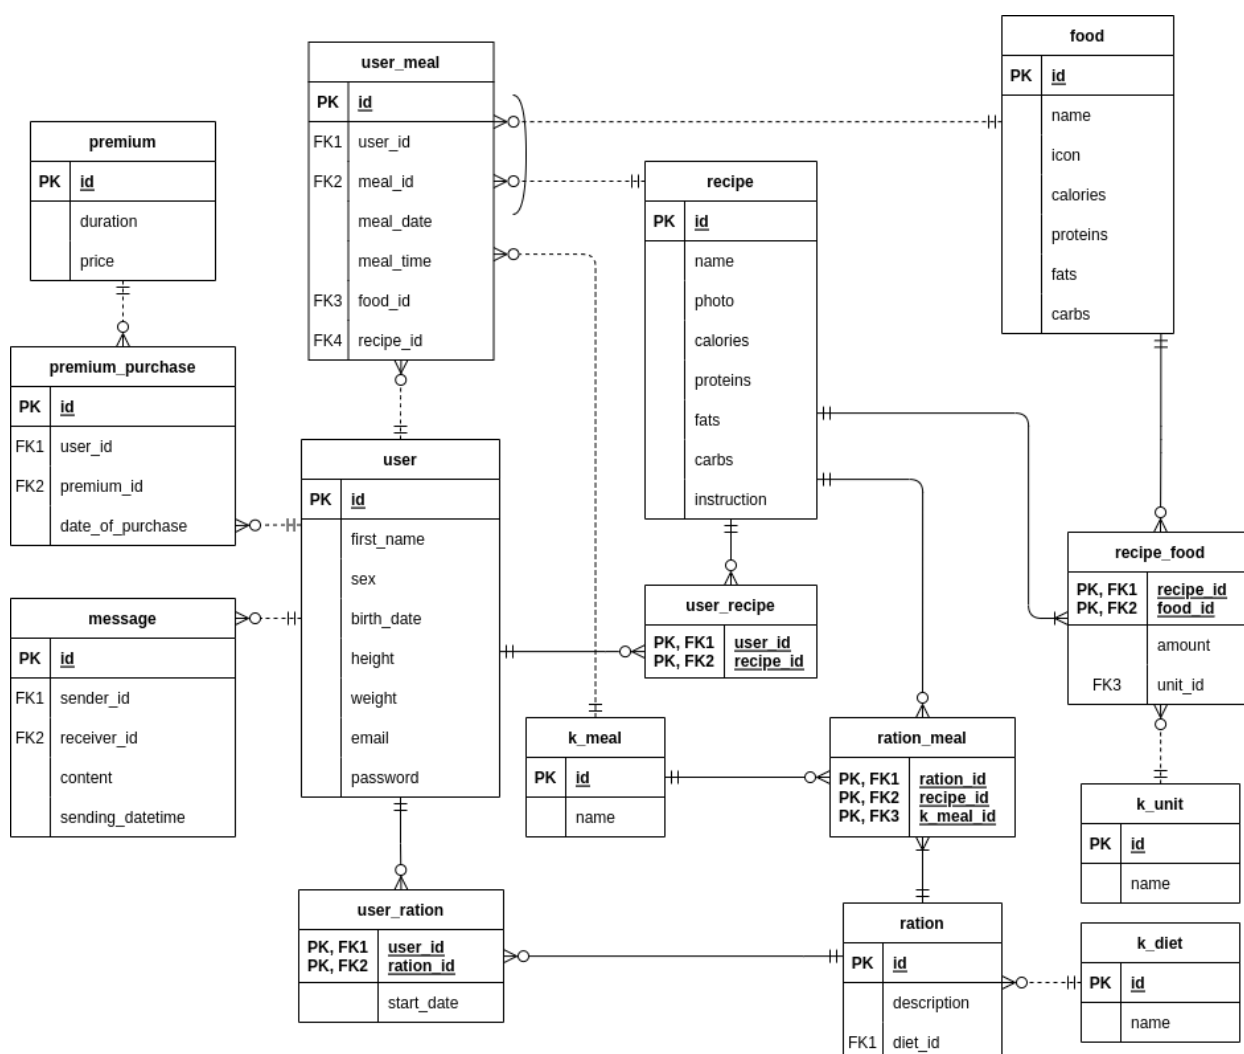 user_meal
PK id
FK1 user_id
FK2 meal_id
meal_date
meal_time
FK3 food_id
FK4 recipe_id
food
PK id
name
icon
calories
proteins
fats
carbs
premium
PK id
duration
price
recipe
PK id
name
photo
calories
proteins
fats
carbs
instruction
premium_purchase
PK id
FK1 user_id
FK2 premium_id
date_of_purchase
user
PK id
first_name
sex
birth_date
height
weight
email
password
message
PK id
FK1 sender_id
FK2 receiver_id
content
sending_datetime
user_recipe
PK, FK1 user_id
PK, FK2 recipe_id
recipe_food
PK, FK1 recipe_id
PK, FK2 food_id
amount
FK3 unit_id
k_meal
PK id
name
ration_meal
PK, FK1 ration_id
PK, FK2 recipe_id
PK, FK3 k_meal_id
k_unit
PK id
name
user_ration
PK, FK1 user_id
PK, FK2 ration_id
start_date
ration
PK id
description
FK1 diet_id
k_diet
PK id
name